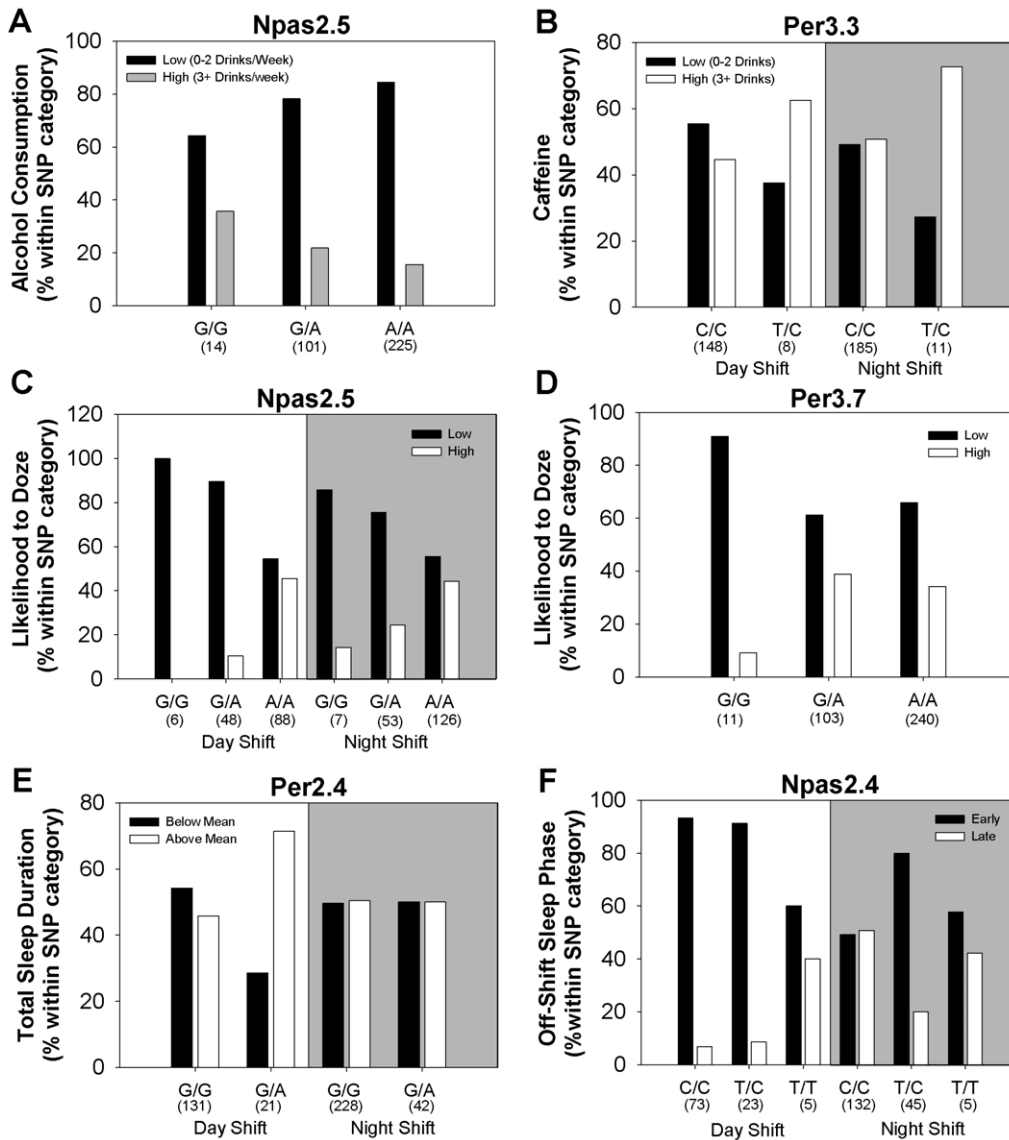 A
Npas2.5
Alcohol Consumption
(% within SNP category)
100
80
60
40
20
0
Low (0-2 Drinks/Week)
High (3+ Drinks/week)
G/G G/A A/A
(14) (101) (225)
B
Per3.3
Caffeine
(% within SNP category)
80
60
40
20
0
Low (0-2 Drinks)
High (3+ Drinks)
C/C T/C C/C T/C
(148) (8) (185) (11)
Day Shift Night Shift
C
Npas2.5
LIkelihood to Doze
(% within SNP category)
120
100
80
60
40
20
0
Low
High
G/G G/A A/A G/G G/A A/A
(6) (48) (88) (7) (53) (126)
Day Shift Night Shift
D
Per3.7
LIkelihood to Doze
(% within SNP category)
100
80
60
40
20
0
Low
High
G/G G/A A/A
(11) (103) (240)
E
Per2.4
Total Sleep Duration
(% within SNP category)
80
60
40
20
0
Below Mean
Above Mean
G/G G/A G/G G/A
(131) (21) (228) (42)
Day Shift Night Shift
F
Npas2.4
Off-Shift Sleep Phase
(%within SNP category)
100
80
60
40
20
0
Early
Late
C/C T/C T/T C/C T/C T/T
(73) (23) (5) (132) (45) (5)
Day Shift Night Shift